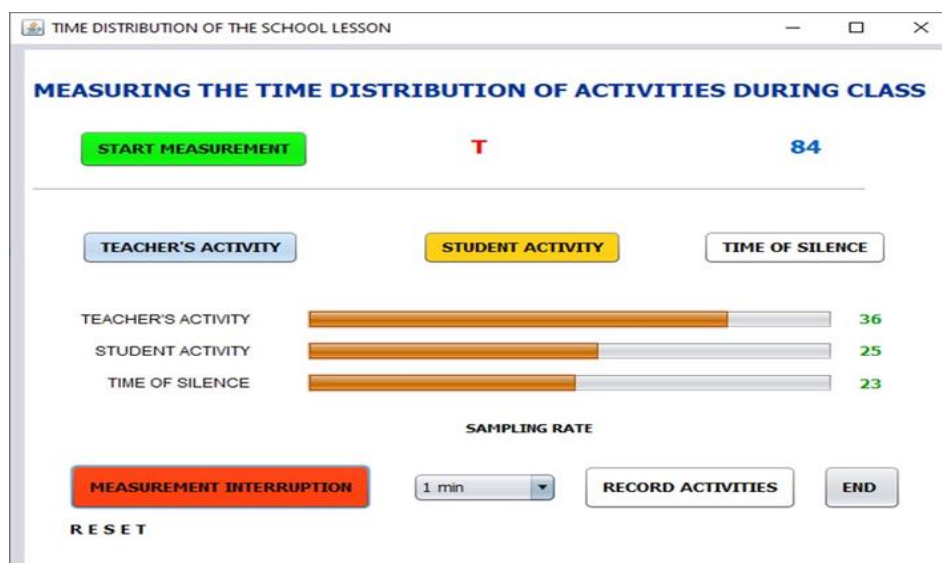 TIME DISTRIBUTION OF THE SCHOOL LESSON
MEASURING THE TIME DISTRIBUTION OF ACTIVITIES DURING CLASS
START MEASUREMENT T 84
TEACHER'S ACTIVITY STUDENT ACTIVITY TIME OF SILENCE
TEACHER'S ACTIVITY 36
STUDENT ACTIVITY 25
TIME OF SILENCE 23
SAMPLING RATE
MEASUREMENT INTERRUPTION 1 min RECORD ACTIVITIES END
R E S E T